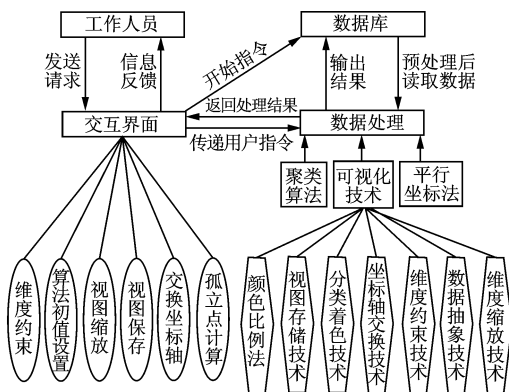 工作人员
数据库
发送
请求
信息
反馈
开始指令
输出
结果
预处理后
读取数据
返回处理结果
交互界面
数据处理
传递用户指令
聚类
算法
可视化
技术
平行
坐标法
维度约束
算法初值设置
视图缩放
视图保存
交换坐标轴
孤立点计算
颜色比例法
视图存储技术
分类着色技术
坐标轴交换技术
维度约束技术
数据抽象技术
维度缩放技术